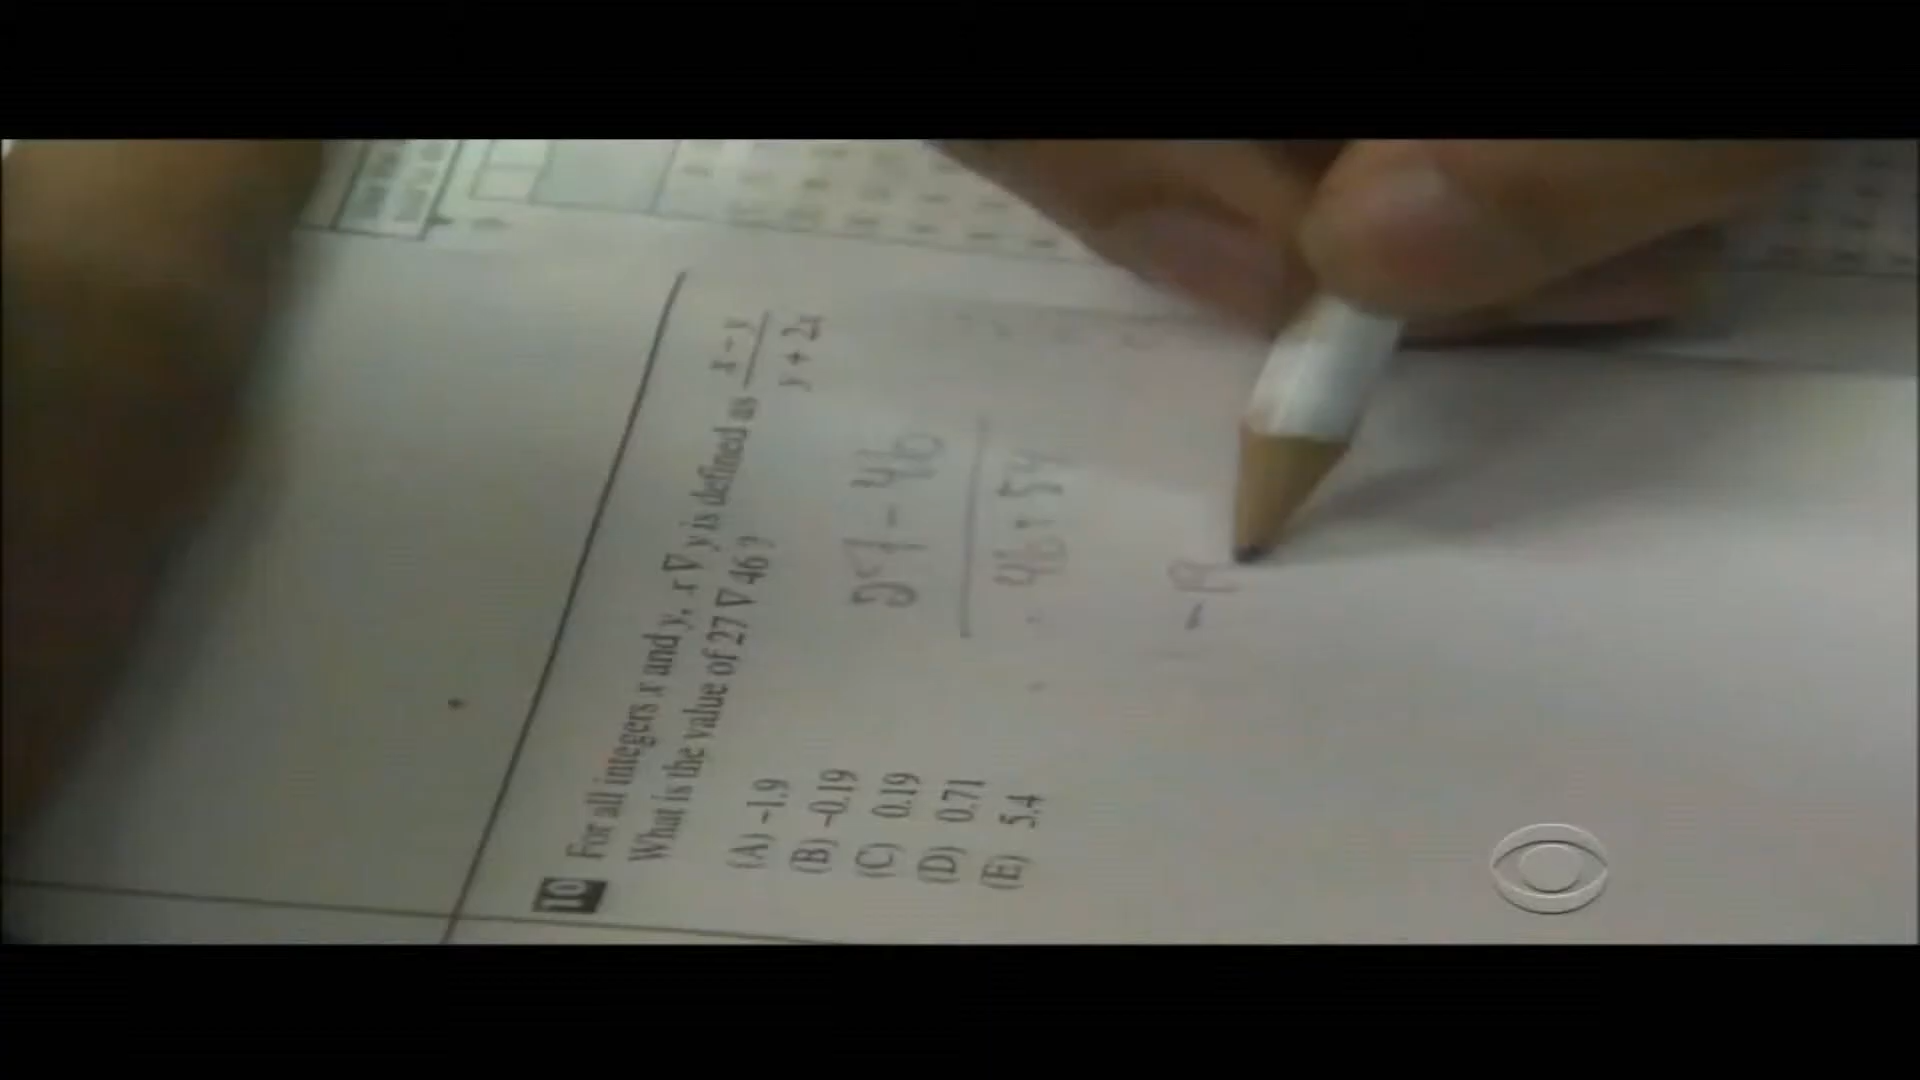 10 For all integers x and y, x ∇ y is defined as x − y / y + 2x
What is the value of 27 ∇ 46?
(A) −1.9
(B) −0.19
(C) 0.19
(D) 0.71
(E) 5.4
27 − 46
46 + 54
−19